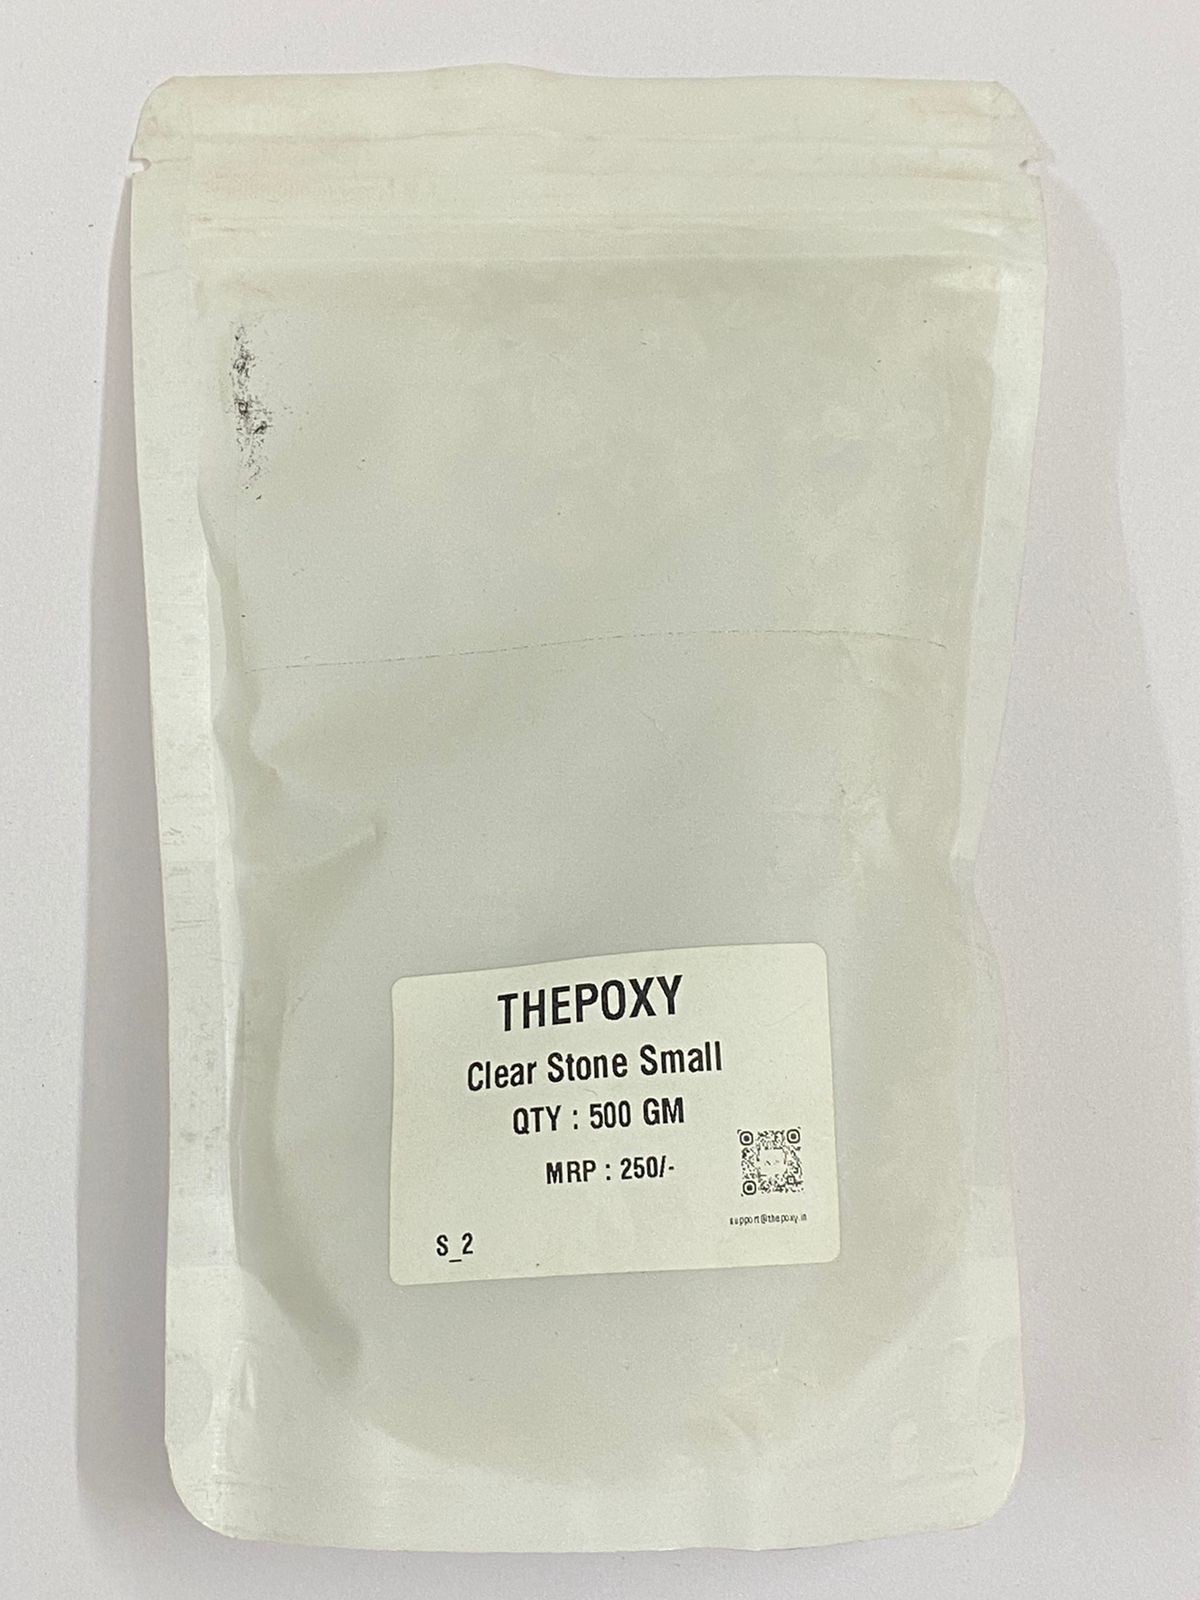 THEPOXY
Clear Stone Small
QTY : 500 GM
MRP : 250/-
support@thepoxy.in
S_2